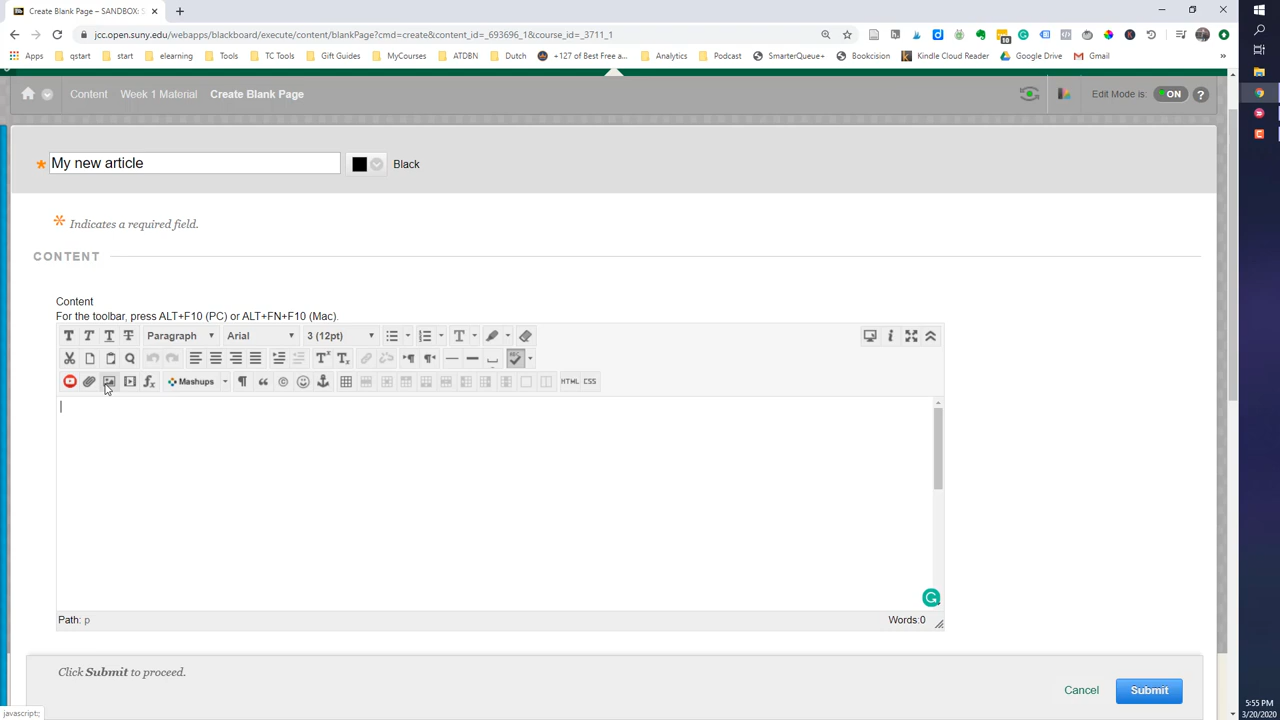 Create Blank Page – SANDBOX: S
jcc.open.suny.edu/webapps/blackboard/execute/content/blankPage?cmd=create&content_id=_693696_1&course_id=_3711_1
Apps qstart start elearning Tools TC Tools Gift Guides MyCourses ATDBN Dutch +127 of Best Free a... Analytics Podcast SmarterQueue+ Bookcision Kindle Cloud Reader Google Drive Gmail »
Content Week 1 Material Create Blank Page Edit Mode is: ON ?
* My new article Black
* Indicates a required field.
CONTENT
Content
For the toolbar, press ALT+F10 (PC) or ALT+FN+F10 (Mac).
T T T T Paragraph Arial 3 (12pt) T
Tx Tx ABC
fx Mashups ¶ “ © HTML CSS
Path: p Words:0
Click Submit to proceed.
Cancel Submit
javascript:;
5:55 PM
3/20/2020